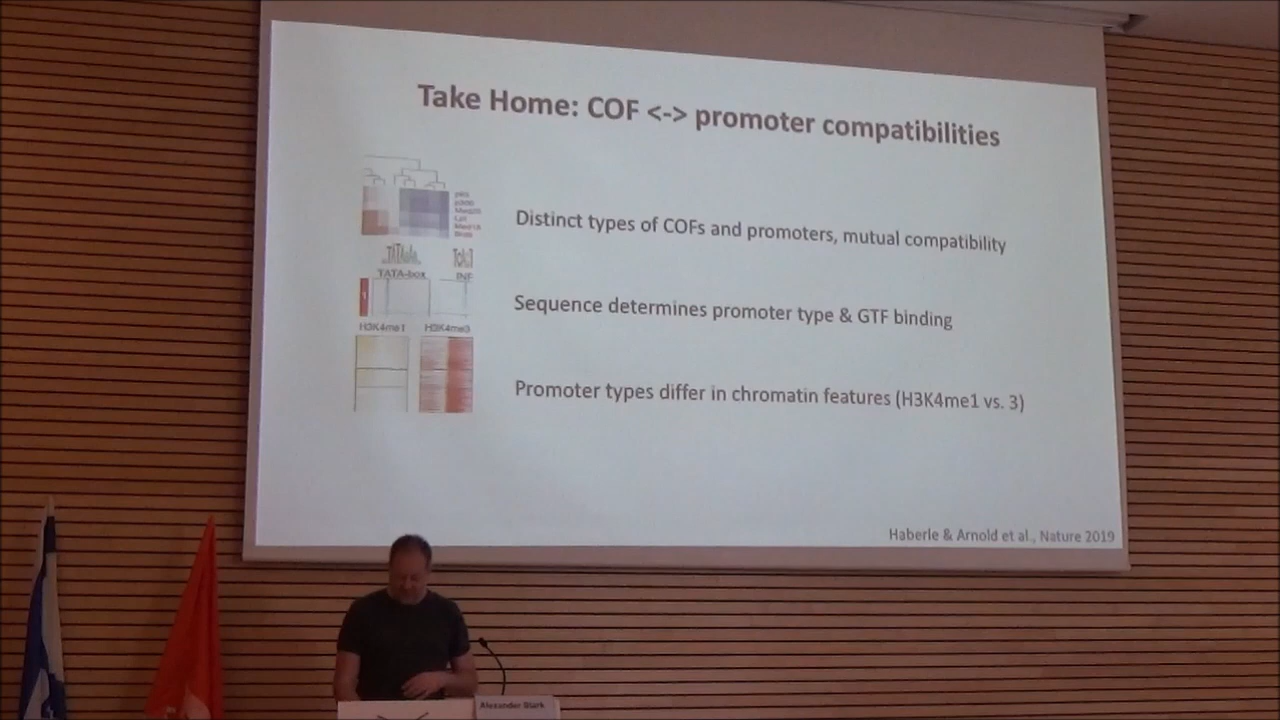 Take Home: COF <-> promoter compatibilities
Distinct types of COFs and promoters, mutual compatibility
TATA-box
Sequence determines promoter type & GTF binding
H3K4me1 H3K4me3
Promoter types differ in chromatin features (H3K4me1 vs. 3)
Haberle & Arnold et al., Nature 2019
Alexander Stark